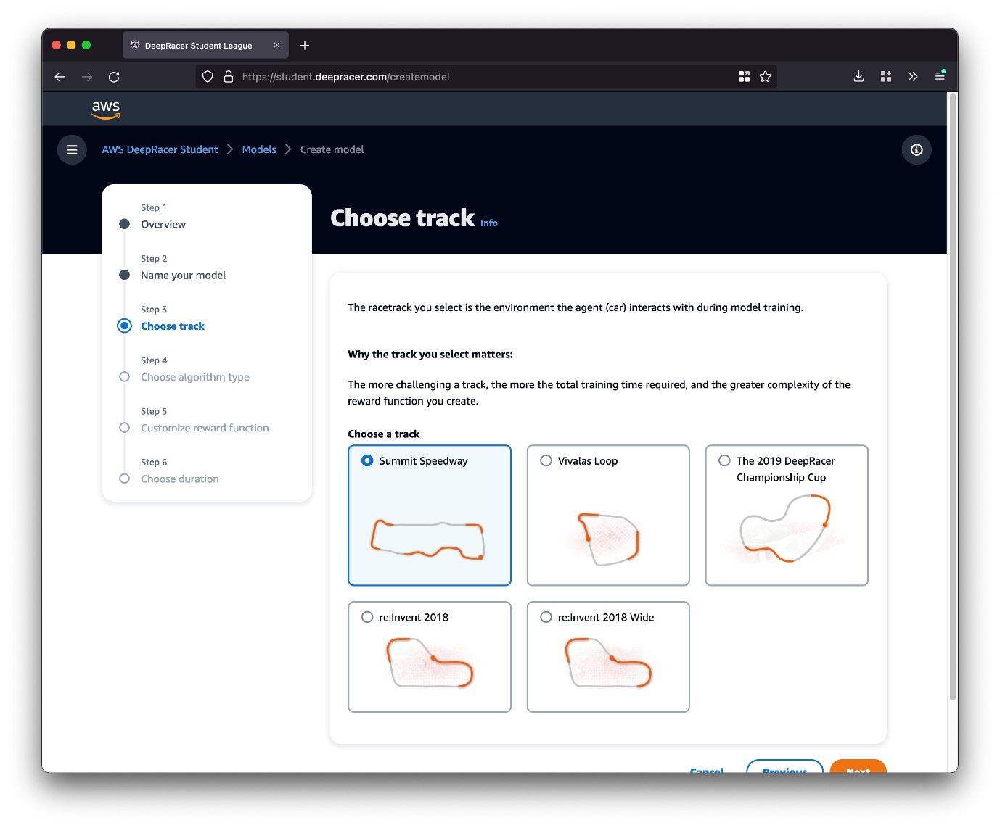 DeepRacer Student League
https://student.deepracer.com/createmodel
aws
AWS DeepRacer Student
Models
Create model
Step 1
Overview
Step 2
Name your model
Step 3
Choose track
Step 4
Choose algorithm type
Step 5
Customize reward function
Step 6
Choose duration
Choose track Info
The racetrack you select is the environment the agent (car) interacts with during model training.
Why the track you select matters:
The more challenging a track, the more the total training time required, and the greater complexity of the
reward function you create.
Choose a track
Summit Speedway
Vivalas Loop
The 2019 DeepRacer
Championship Cup
re:Invent 2018
re:Invent 2018 Wide
Cancel
Previous
Next